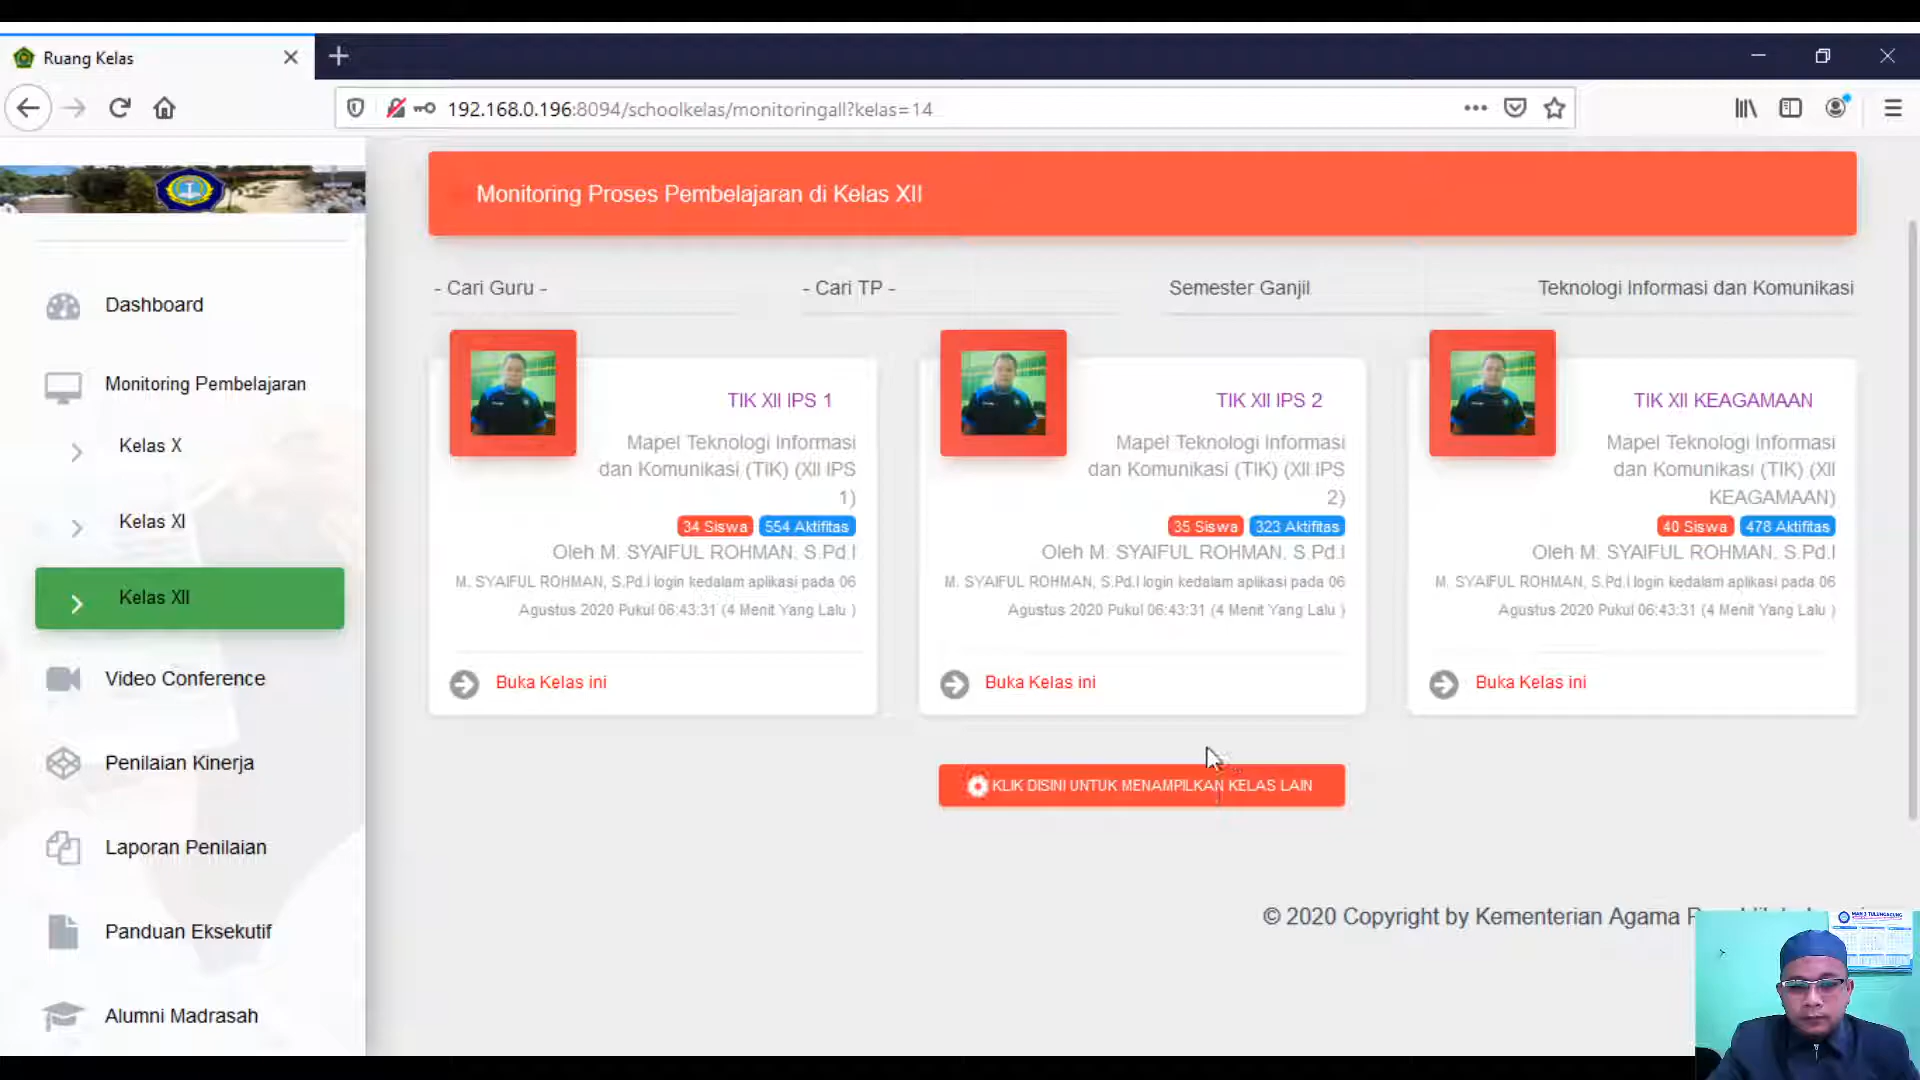 Ruang Kelas
192.168.0.196:8094/schoolkelas/monitoringall?kelas=14
Dashboard
Monitoring Pembelajaran
Kelas X
Kelas XI
Kelas XII
Video Conference
Penilaian Kinerja
Laporan Penilaian
Panduan Eksekutif
Alumni Madrasah
Monitoring Proses Pembelajaran di Kelas XII
- Cari Guru -
- Cari TP -
Semester Ganjil
Teknologi Informasi dan Komunikasi
TIK XII IPS 1
Mapel Teknologi Informasi
dan Komunikasi (TIK) (XII IPS
1)
34 Siswa 554 Aktifitas
Oleh M. SYAIFUL ROHMAN. S.Pd.I
M. SYAIFUL ROHMAN, S.Pd.I login kedalam aplikasi pada 06
Agustus 2020 Pukul 06:43:31 (4 Menit Yang Lalu )
Buka Kelas ini
TIK XII IPS 2
Mapel Teknologi Informasi
dan Komunikasi (TIK) (XII IPS
2)
35 Siswa 323 Aktifitas
Oleh M. SYAIFUL ROHMAN. S.Pd.I
M. SYAIFUL ROHMAN, S.Pd.I login kedalam aplikasi pada 06
Agustus 2020 Pukul 06:43:31 (4 Menit Yang Lalu )
Buka Kelas ini
TIK XII KEAGAMAAN
Mapel Teknologi Informasi
dan Komunikasi (TIK) (XII
KEAGAMAAN)
40 Siswa 478 Aktifitas
Oleh M. SYAIFUL ROHMAN. S.Pd.I
M. SYAIFUL ROHMAN, S.Pd.I login kedalam aplikasi pada 06
Agustus 2020 Pukul 06:43:31 (4 Menit Yang Lalu )
Buka Kelas ini
KLIK DISINI UNTUK MENAMPILKAN KELAS LAIN
© 2020 Copyright by Kementerian Agama